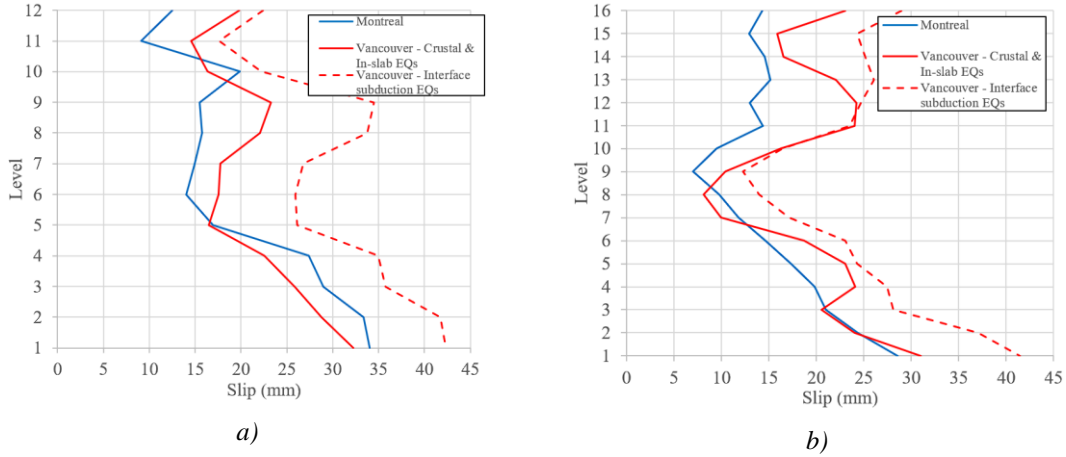 12
11
10
9
8
7
6
5
4
3
2
1
Level
0 5 10 15 20 25 30 35 40 45
Slip (mm)
Montreal
Vancouver - Crustal &
In-slab EQs
Vancouver - Interface
subduction EQs
a)
16
15
14
13
12
11
10
9
8
7
6
5
4
3
2
1
Level
0 5 10 15 20 25 30 35 40 45
Slip (mm)
Montreal
Vancouver - Crustal &
In-slab EQs
Vancouver - Interface
subduction EQs
b)